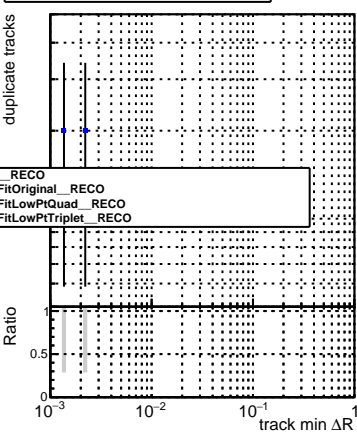 duplicate tracks
__RECO
FitOriginal__RECO
FitLowPtQuad__RECO
FitLowPtTriplet__RECO
Ratio
1
0.5
0
10−3
10−2
10−1
1
track min ΔR